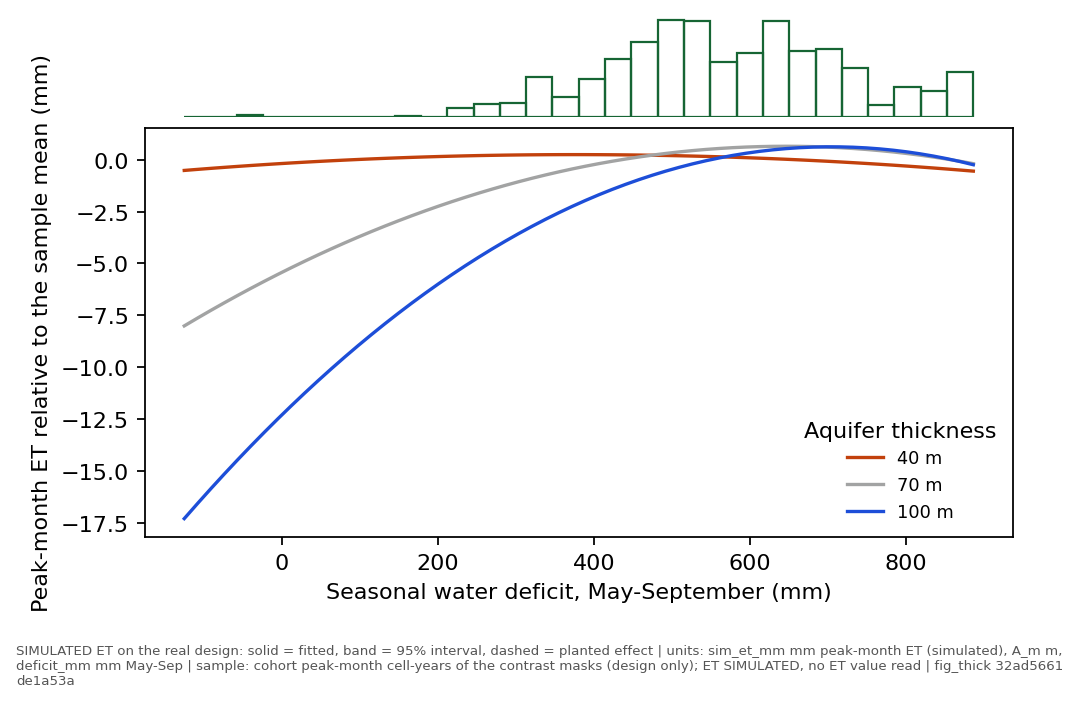 Peak-month ET relative to the sample mean (mm)
0.0
−2.5
−5.0
−7.5
−10.0
−12.5
−15.0
−17.5
Aquifer thickness
40 m
70 m
100 m
0
200
400
600
800
Seasonal water deficit, May-September (mm)
SIMULATED ET on the real design: solid = fitted, band = 95% interval, dashed = planted effect | units: sim_et_mm mm peak-month ET (simulated), A_m m,
deficit_mm mm May-Sep | sample: cohort peak-month cell-years of the contrast masks (design only); ET SIMULATED, no ET value read | fig_thick 32ad5661
de1a53a